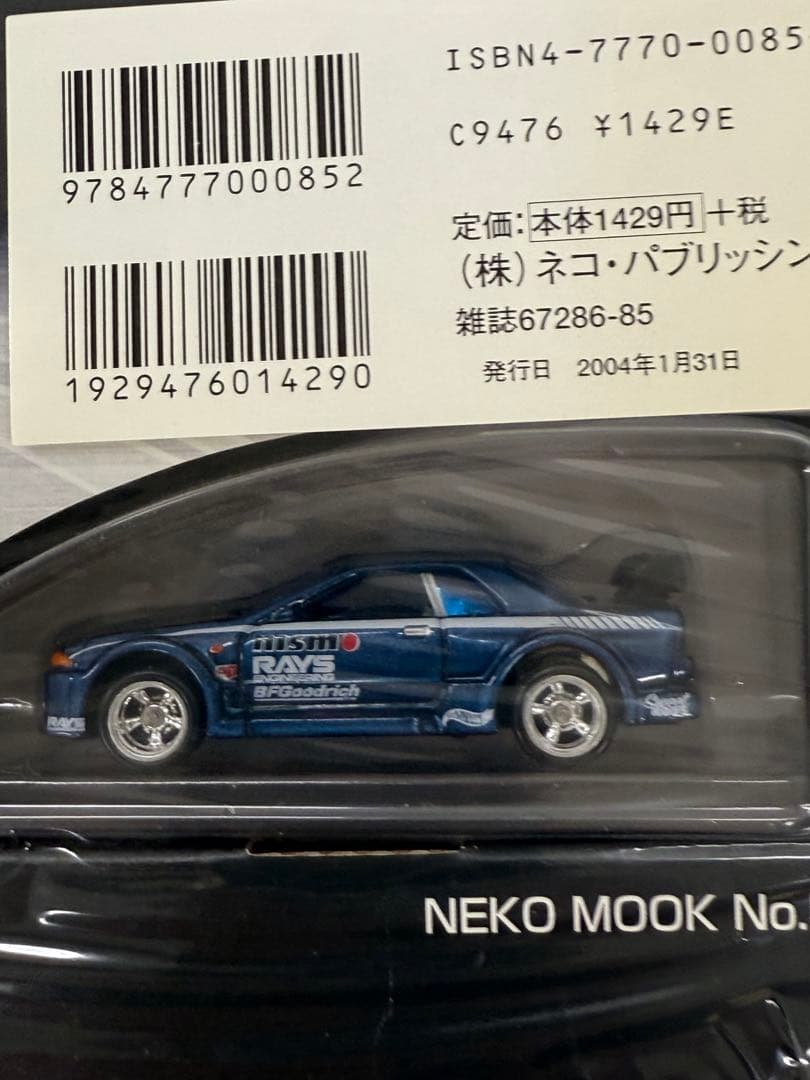 ISBN4-7770-0085
9784777000852
C9476 ¥1429E
定価：本体1429円＋税
(株)ネコ・パブリッシン
1929476014290
雑誌67286-85
発行日 2004年1月31日
nismo
RAYS
ENGINEERING
BFGoodrich
RAYS
NEKO MOOK No.